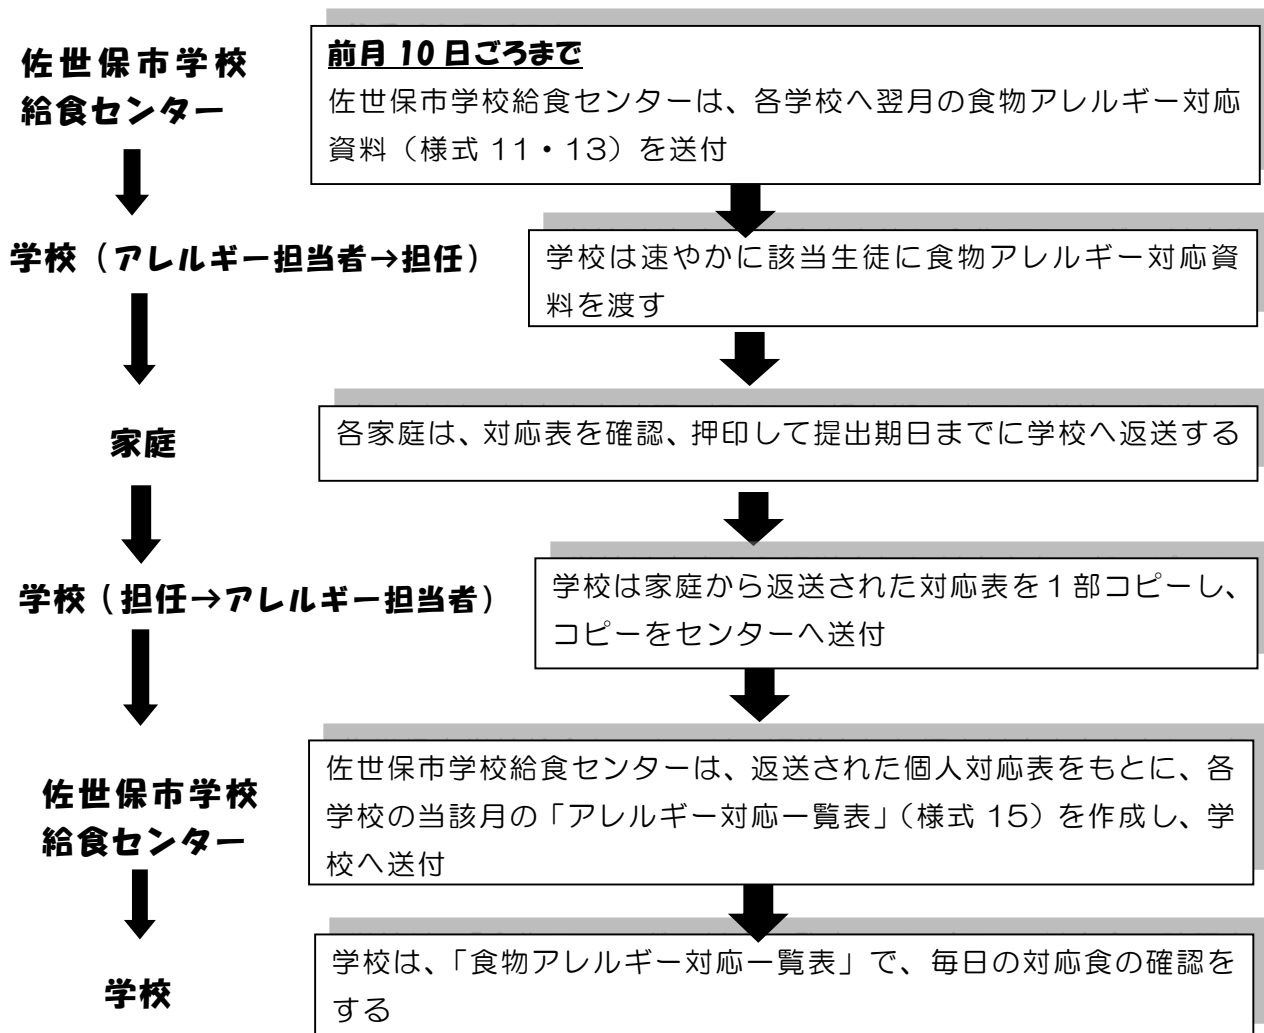 佐世保市学校
給食センター
前月 10 日ごろまで
佐世保市学校給食センターは、各学校へ翌月の食物アレルギー対応
資料（様式 11・13）を送付
学校（アレルギー担当者→担任）
学校は速やかに該当生徒に食物アレルギー対応資
料を渡す
家庭
各家庭は、対応表を確認、押印して提出期日までに学校へ返送する
学校（担任→アレルギー担当者）
学校は家庭から返送された対応表を１部コピーし、
コピーをセンターへ送付
佐世保市学校
給食センター
佐世保市学校給食センターは、返送された個人対応表をもとに、各
学校の当該月の「アレルギー対応一覧表」（様式 15）を作成し、学
校へ送付
学校
学校は、「食物アレルギー対応一覧表」で、毎日の対応食の確認を
する